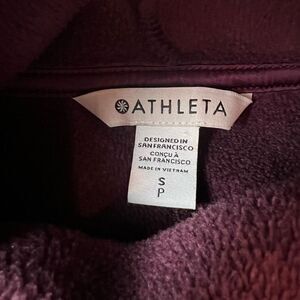 ATHLETA
DESIGNED IN
SAN FRANCISCO
CONÇU À
SAN FRANCISCO
MADE IN VIETNAM
S
P